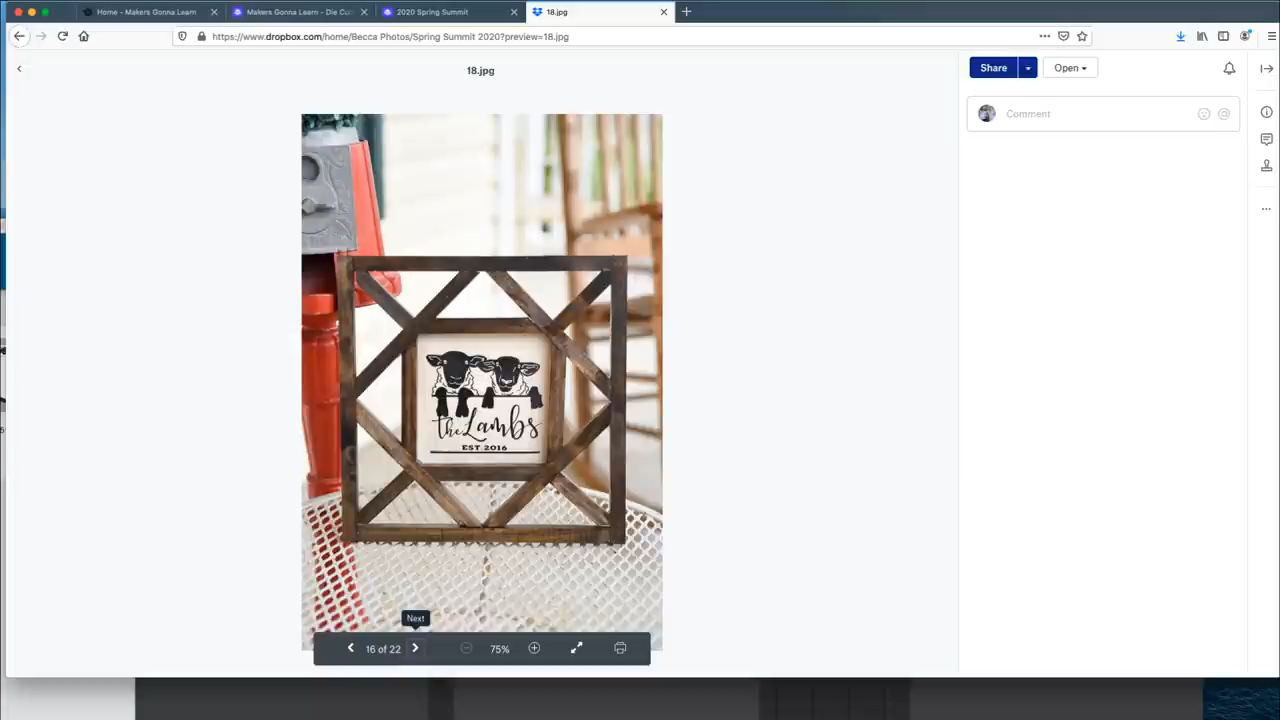 Home - Makers Gonna Learn
Makers Gonna Learn - Die Cu
2020 Spring Summit
18.jpg
https://www.dropbox.com/home/Becca Photos/Spring Summit 2020?preview=18.jpg
18.jpg
Share
Open
Comment
the Lambs
EST 2016
Next
16 of 22
75%